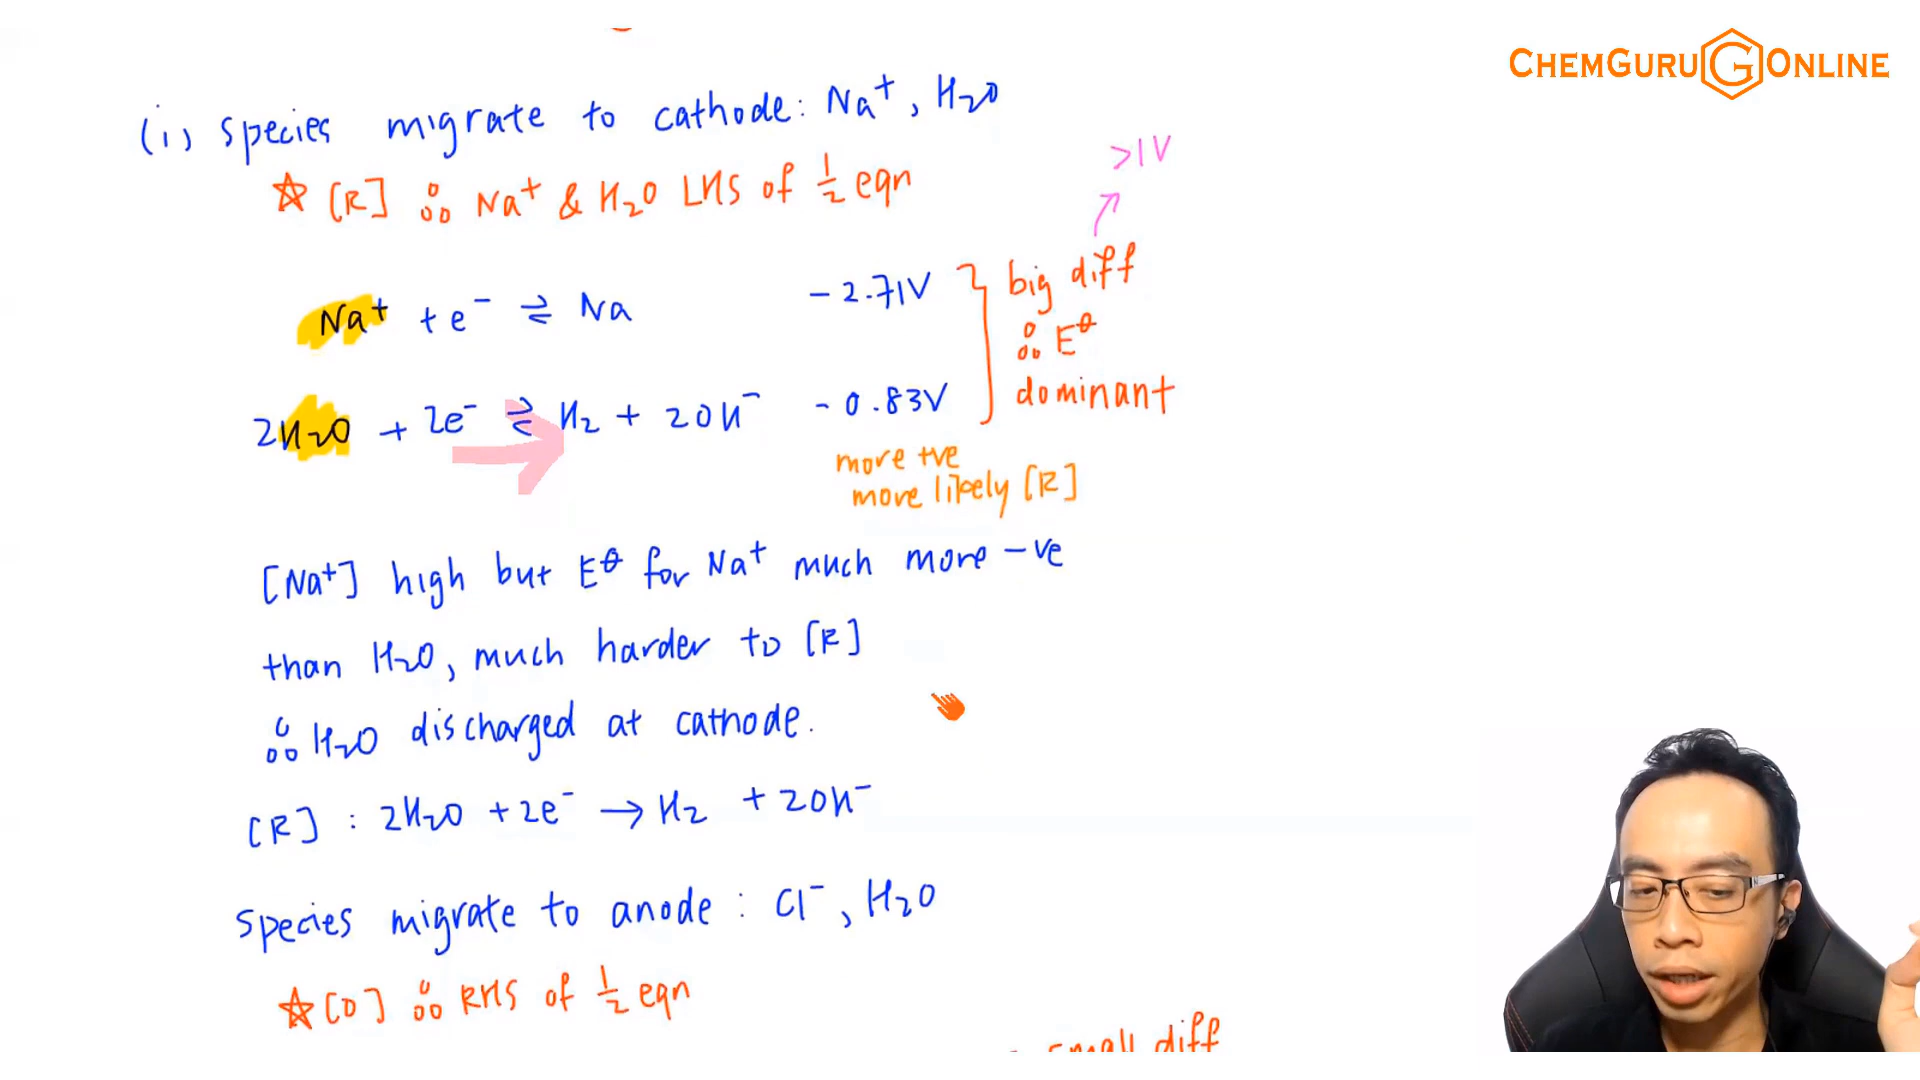 CHEMGURU G ONLINE
(i) species migrate to cathode: Na⁺, H₂O
☆ [R] ∴ Na⁺ & H₂O LHS of ½ eqn
>1V
Na⁺ + e⁻ ⇌ Na -2.71V
big diff
∴ E⦵
dominant
2H₂O + 2e⁻ ⇌ H₂ + 2OH⁻ -0.83V
more +ve
more likely [R]
[Na⁺] high but E⦵ for Na⁺ much more -ve
than H₂O, much harder to [R]
∴ H₂O discharged at cathode.
[R] : 2H₂O + 2e⁻ → H₂ + 2OH⁻
species migrate to anode : Cl⁻, H₂O
☆ [O] ∴ RHS of ½ eqn
small diff